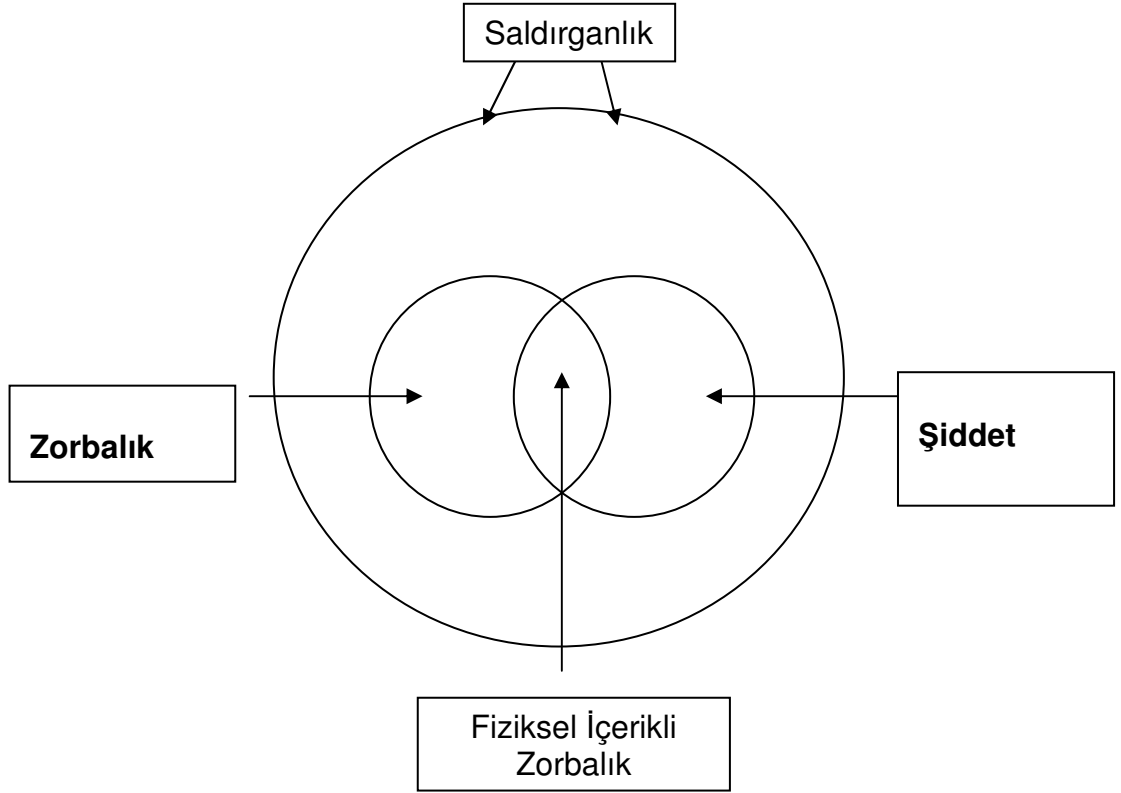 Saldırganlık
Zorbalık
Şiddet
Fiziksel İçerikli
Zorbalık